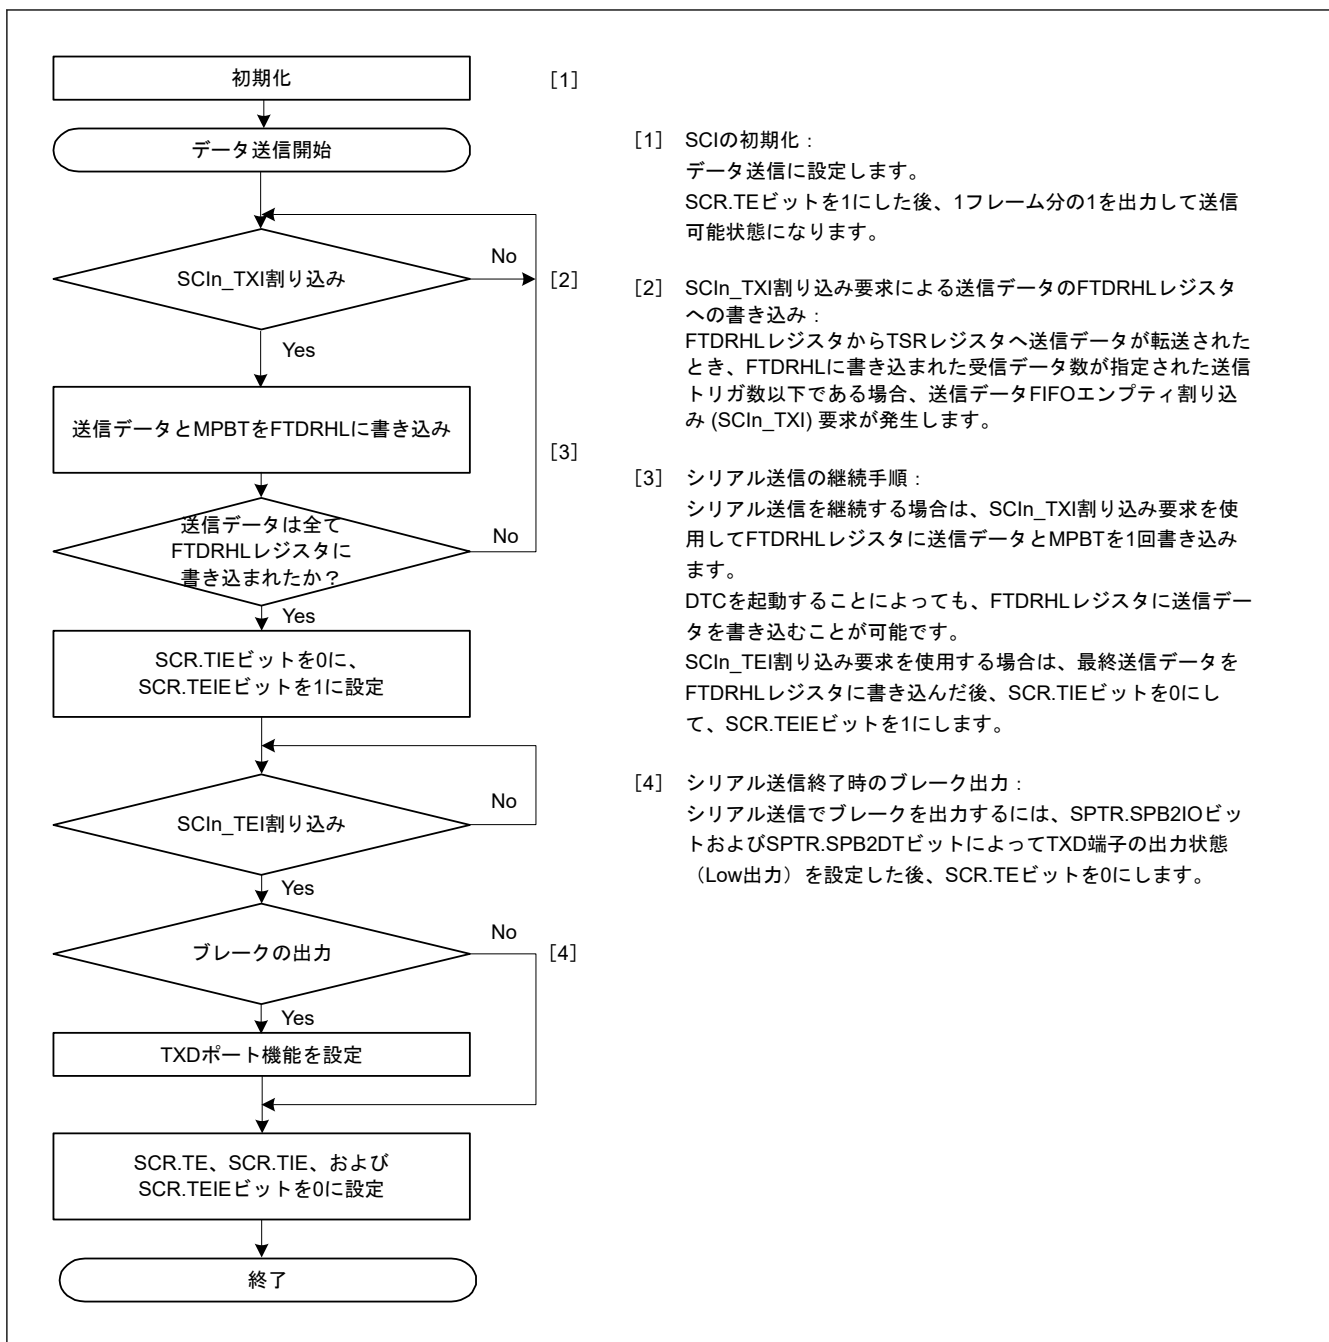 初期化
[1]
データ送信開始
SCIn_TXI割り込み
No
[2]
Yes
送信データとMPBTをFTDRHLに書き込み
[3]
送信データは全て
FTDRHLレジスタに
書き込まれたか？
No
Yes
SCR.TIEビットを0に、
SCR.TEIEビットを1に設定
SCIn_TEI割り込み
No
Yes
ブレークの出力
No
[4]
Yes
TXDポート機能を設定
SCR.TE、SCR.TIE、および
SCR.TEIEビットを0に設定
終了
[1] SCIの初期化：
データ送信に設定します。
SCR.TEビットを1にした後、1フレーム分の1を出力して送信
可能状態になります。
[2] SCIn_TXI割り込み要求による送信データのFTDRHLレジスタ
への書き込み：
FTDRHLレジスタからTSRレジスタへ送信データが転送された
とき、FTDRHLに書き込まれた受信データ数が指定された送信
トリガ数以下である場合、送信データFIFOエンプティ割り込
み (SCIn_TXI) 要求が発生します。
[3] シリアル送信の継続手順：
シリアル送信を継続する場合は、SCIn_TXI割り込み要求を使
用してFTDRHLレジスタに送信データとMPBTを1回書き込み
ます。
DTCを起動することによっても、FTDRHLレジスタに送信デー
タを書き込むことが可能です。
SCIn_TEI割り込み要求を使用する場合は、最終送信データを
FTDRHLレジスタに書き込んだ後、SCR.TIEビットを0にし
て、SCR.TEIEビットを1にします。
[4] シリアル送信終了時のブレーク出力：
シリアル送信でブレークを出力するには、SPTR.SPB2IOビッ
トおよびSPTR.SPB2DTビットによってTXD端子の出力状態
（Low出力）を設定した後、SCR.TEビットを0にします。